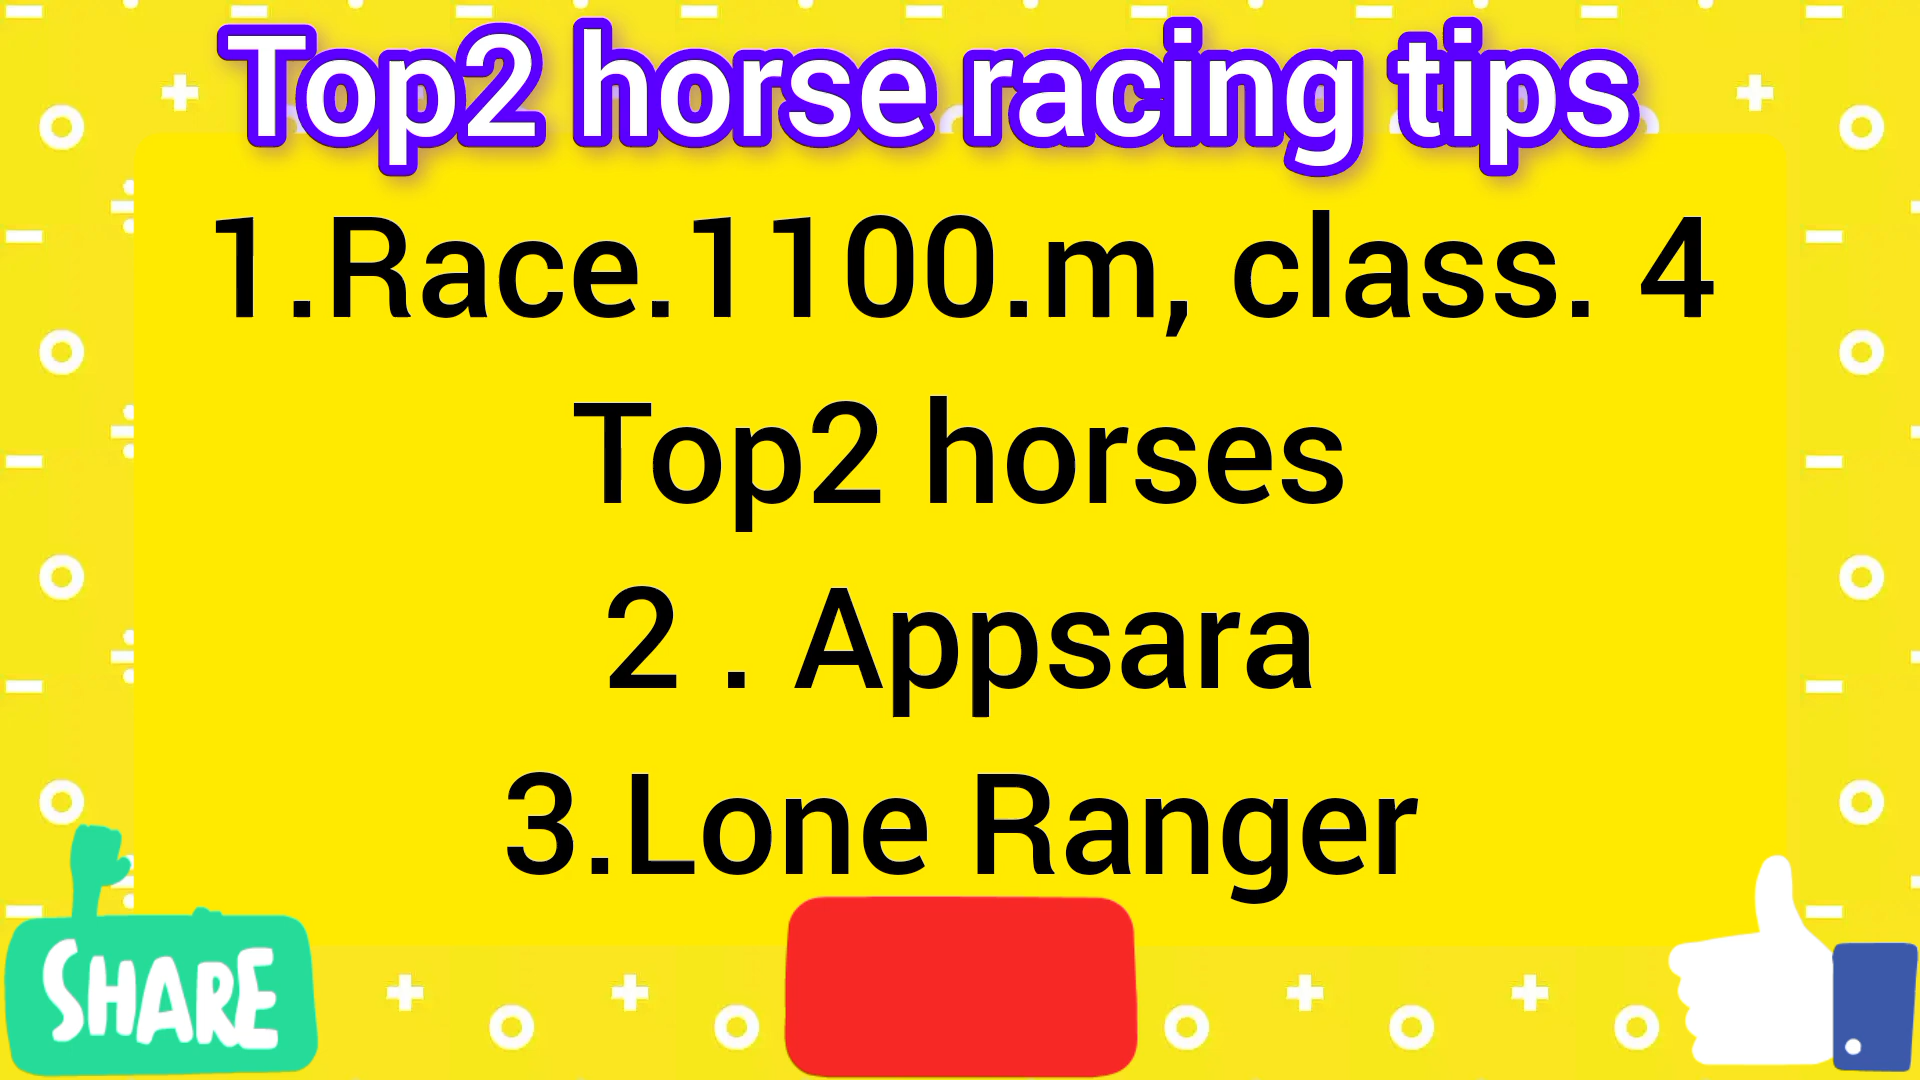 Top2 horse racing tips
1.Race.1100.m, class. 4
Top2 horses
2 . Appsara
3.Lone Ranger
SHARE